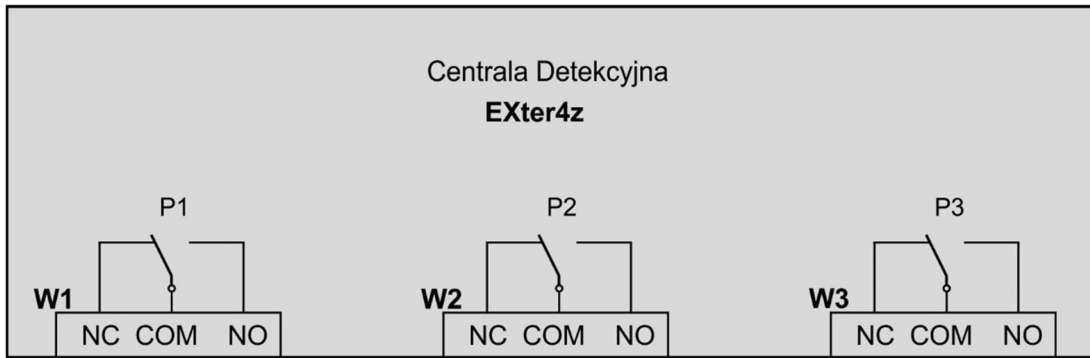 Centrala Detekcyjna
EXter4z
P1 P2 P3
W1 W2 W3
NC COM NO NC COM NO NC COM NO